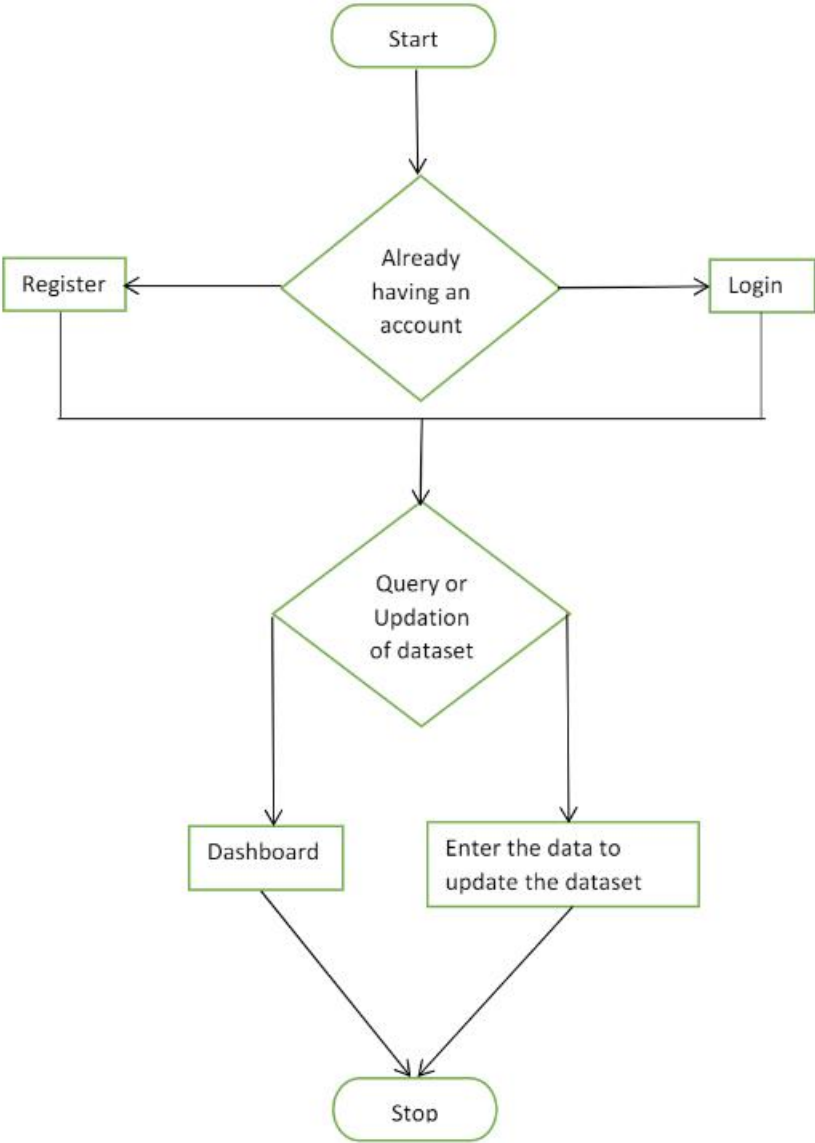 Start
Already
having an
account
Register
Login
Query or
Updation
of dataset
Dashboard
Enter the data to
update the dataset
Stop